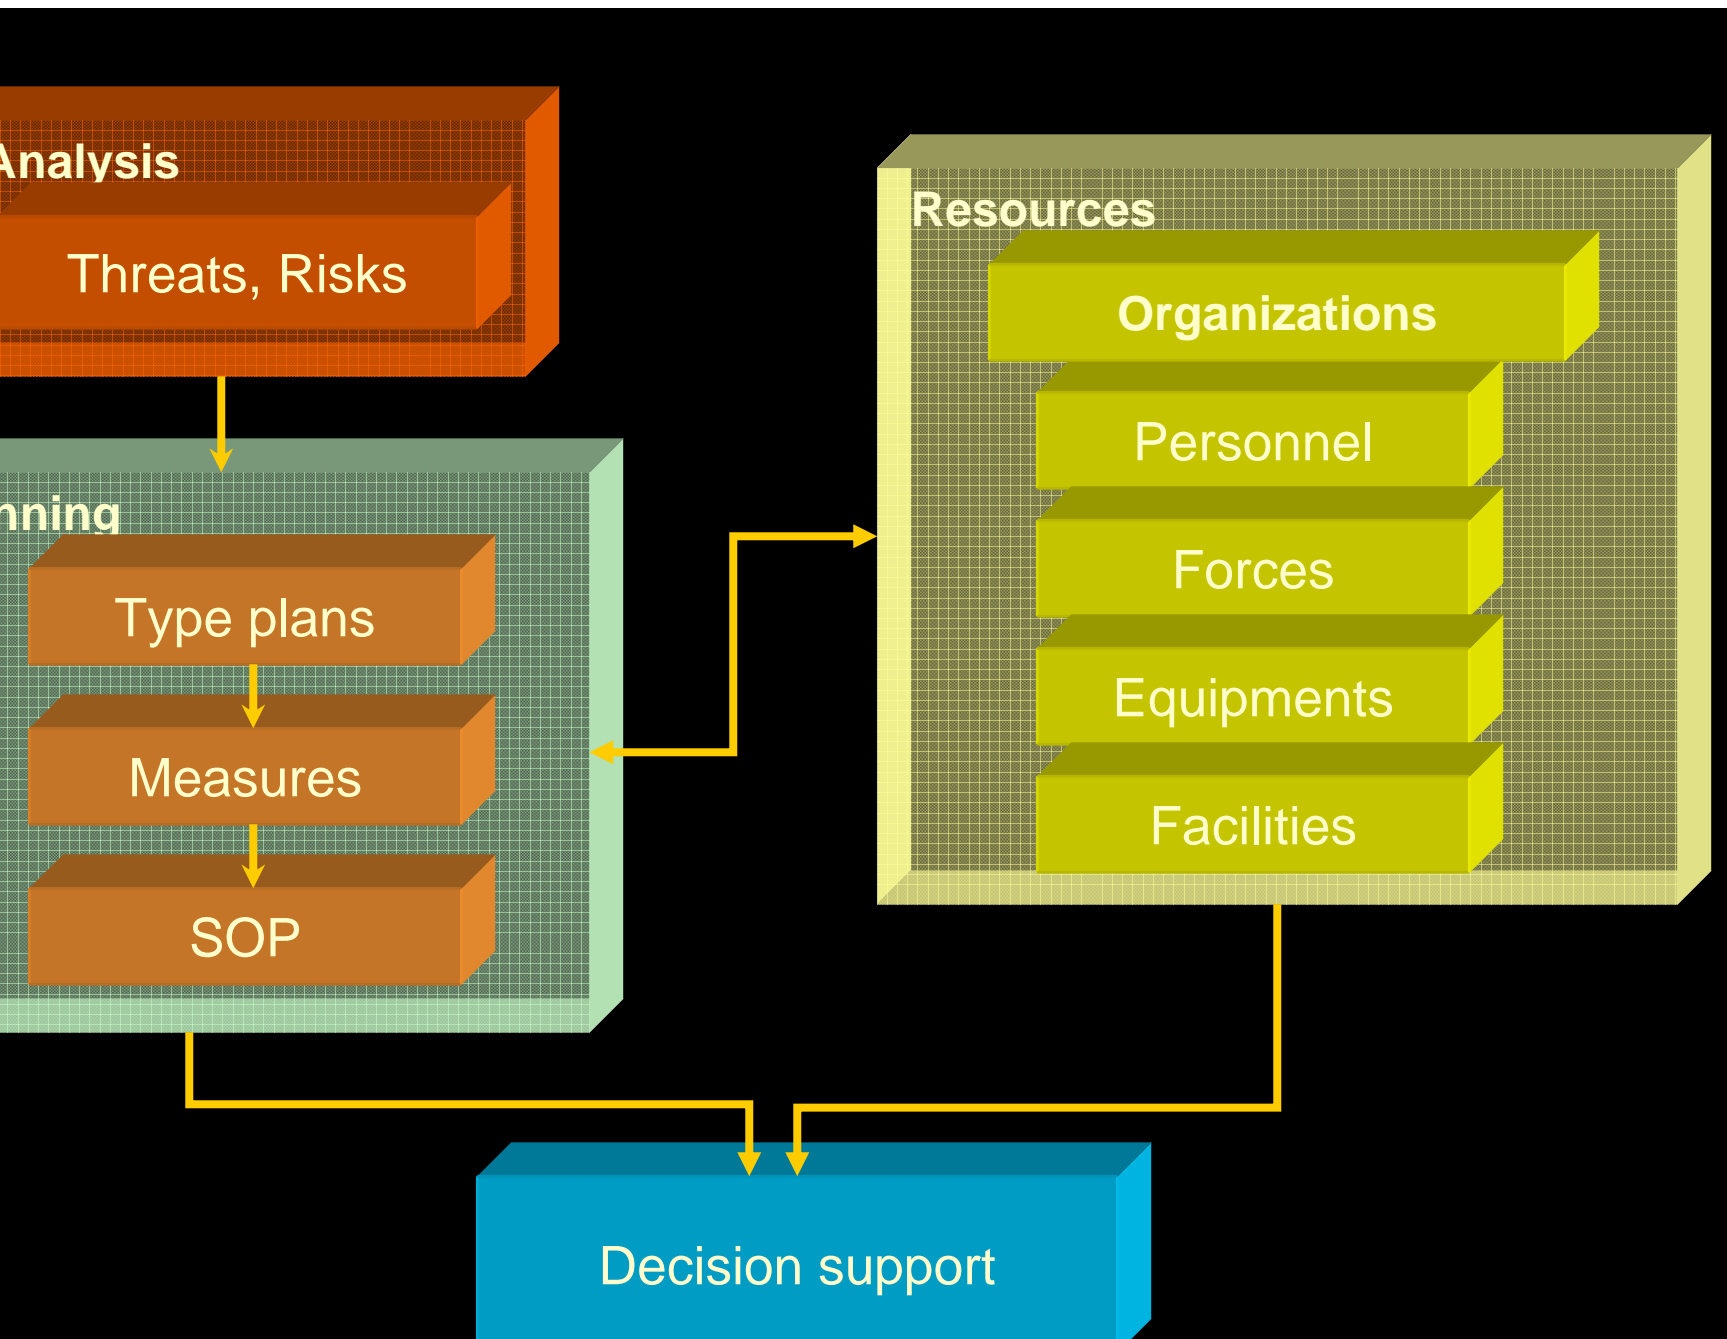 Analysis
Threats, Risks
nning
Type plans
Measures
SOP
Resources
Organizations
Personnel
Forces
Equipments
Facilities
Decision support